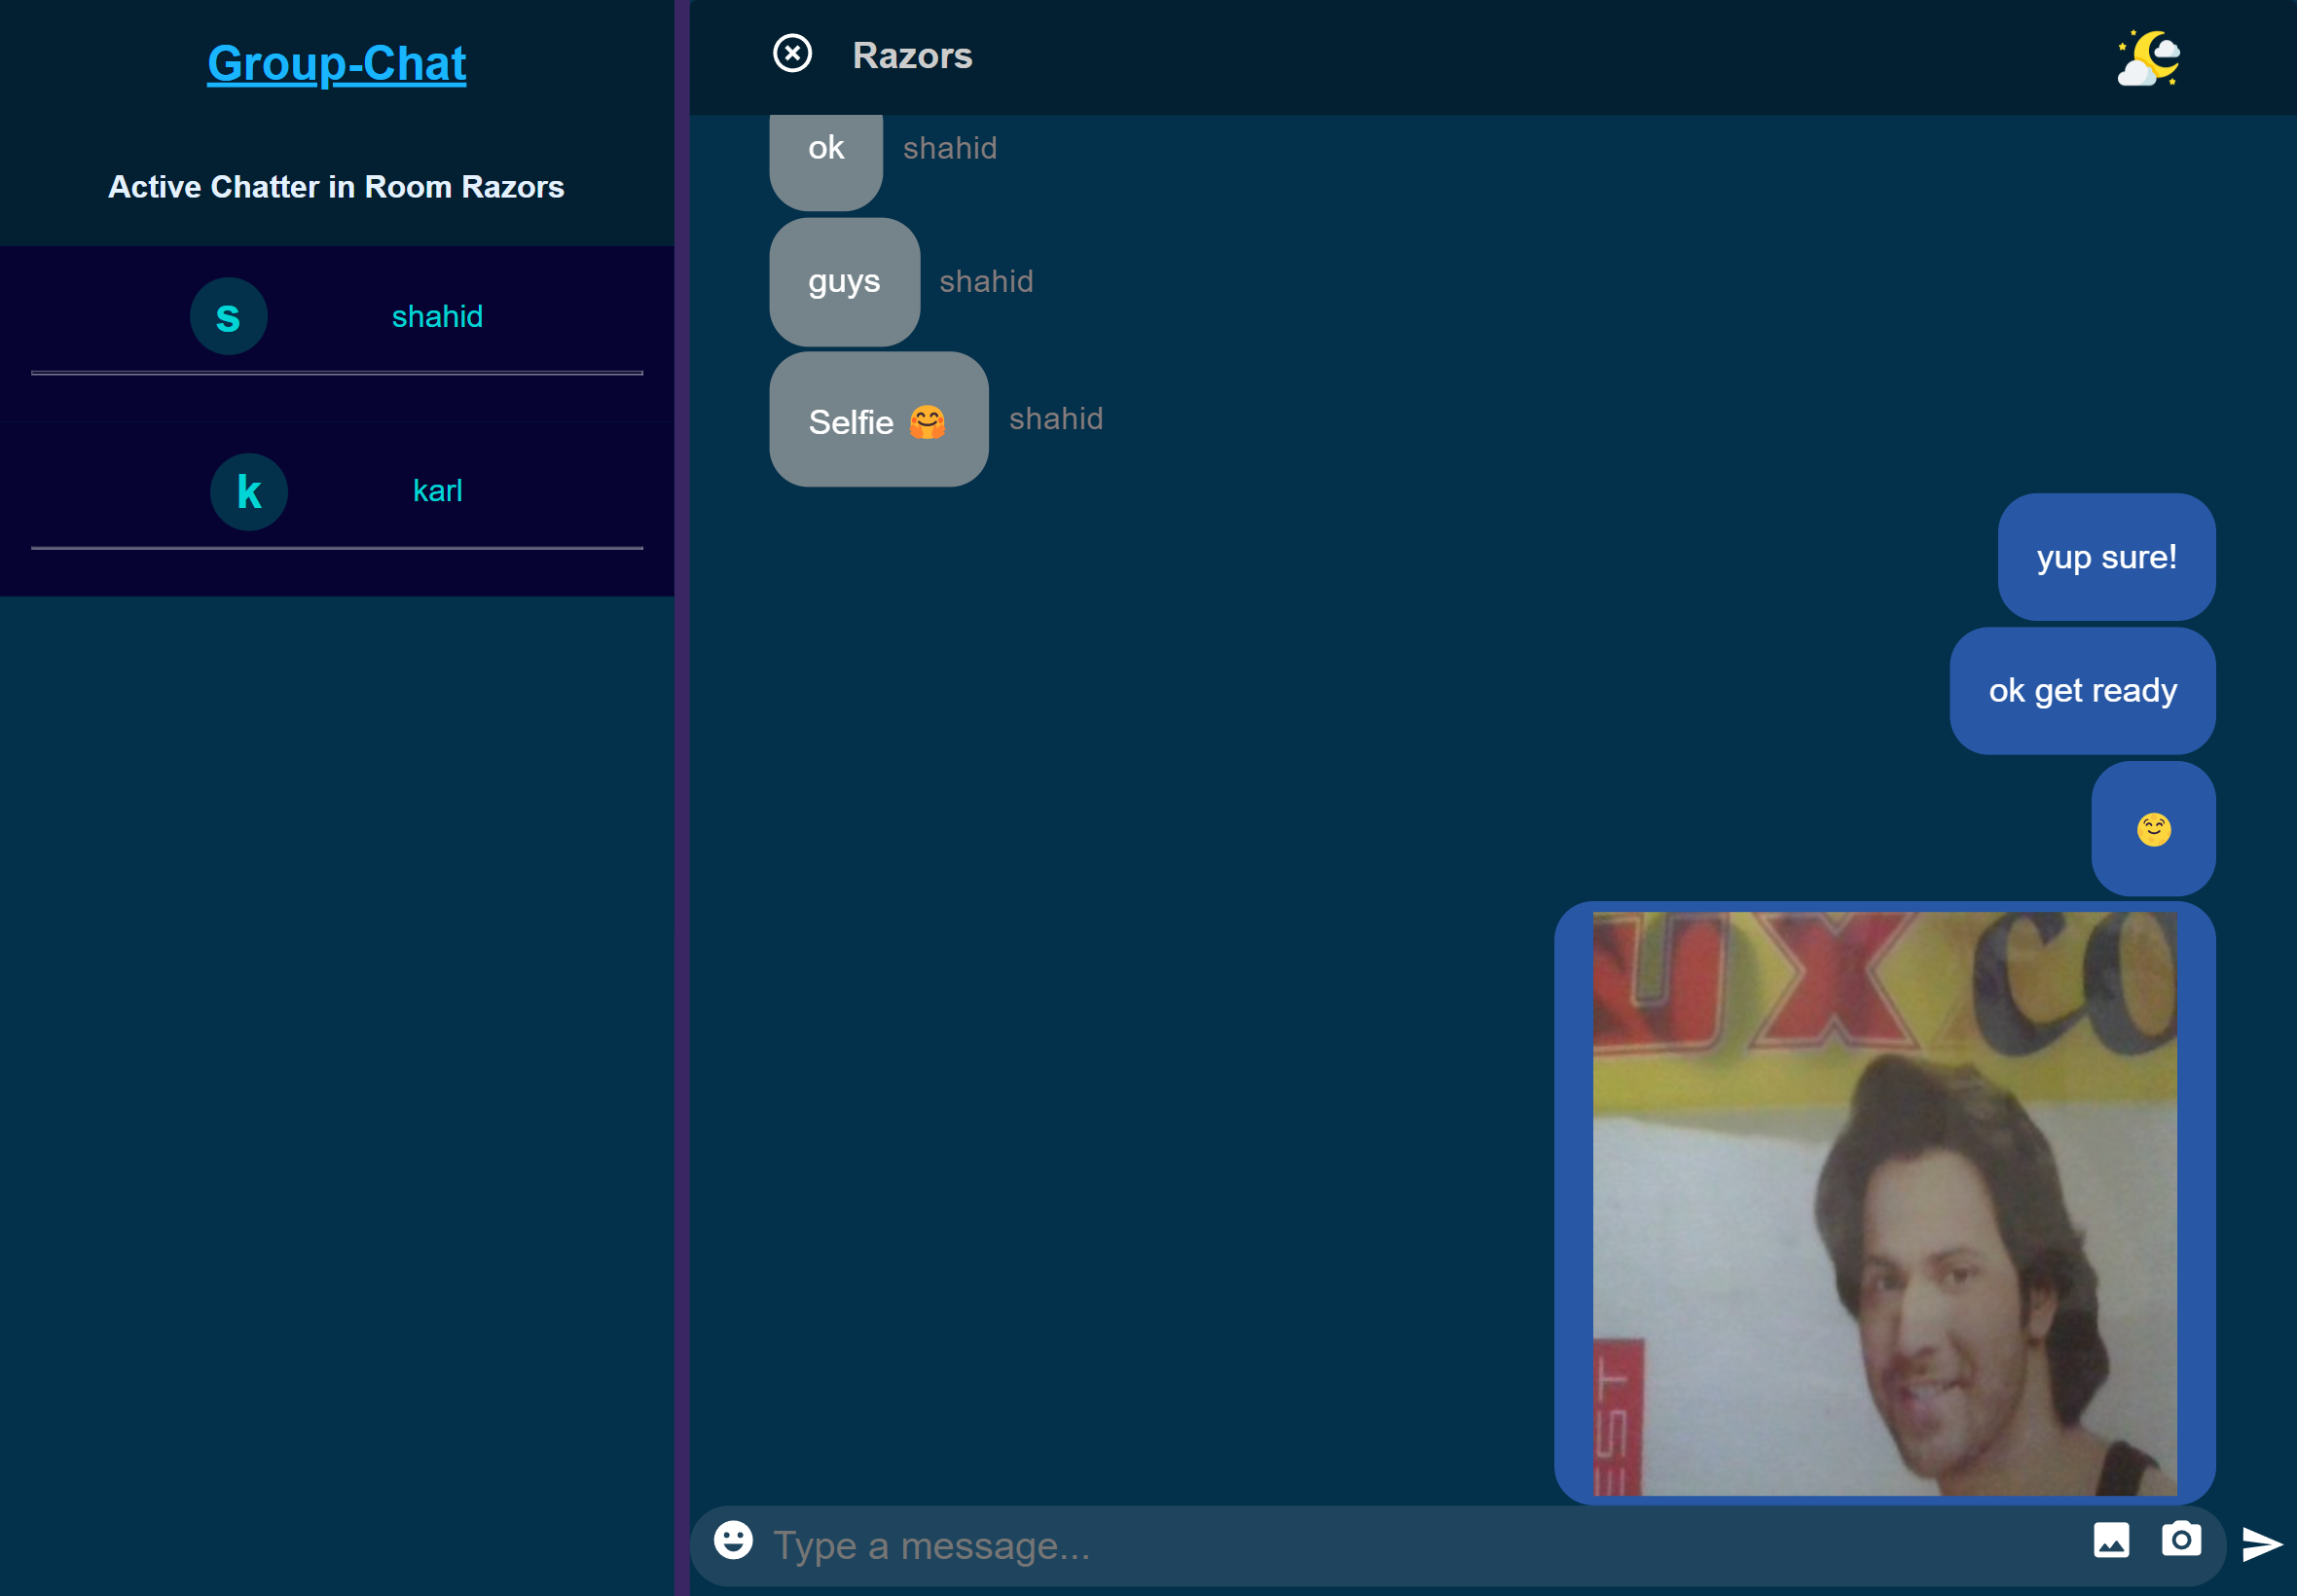 Group-Chat
Active Chatter in Room Razors
s shahid
k karl
Razors
ok shahid
guys shahid
Selfie 🤗 shahid
yup sure!
ok get ready
UX co
EST
Type a message...